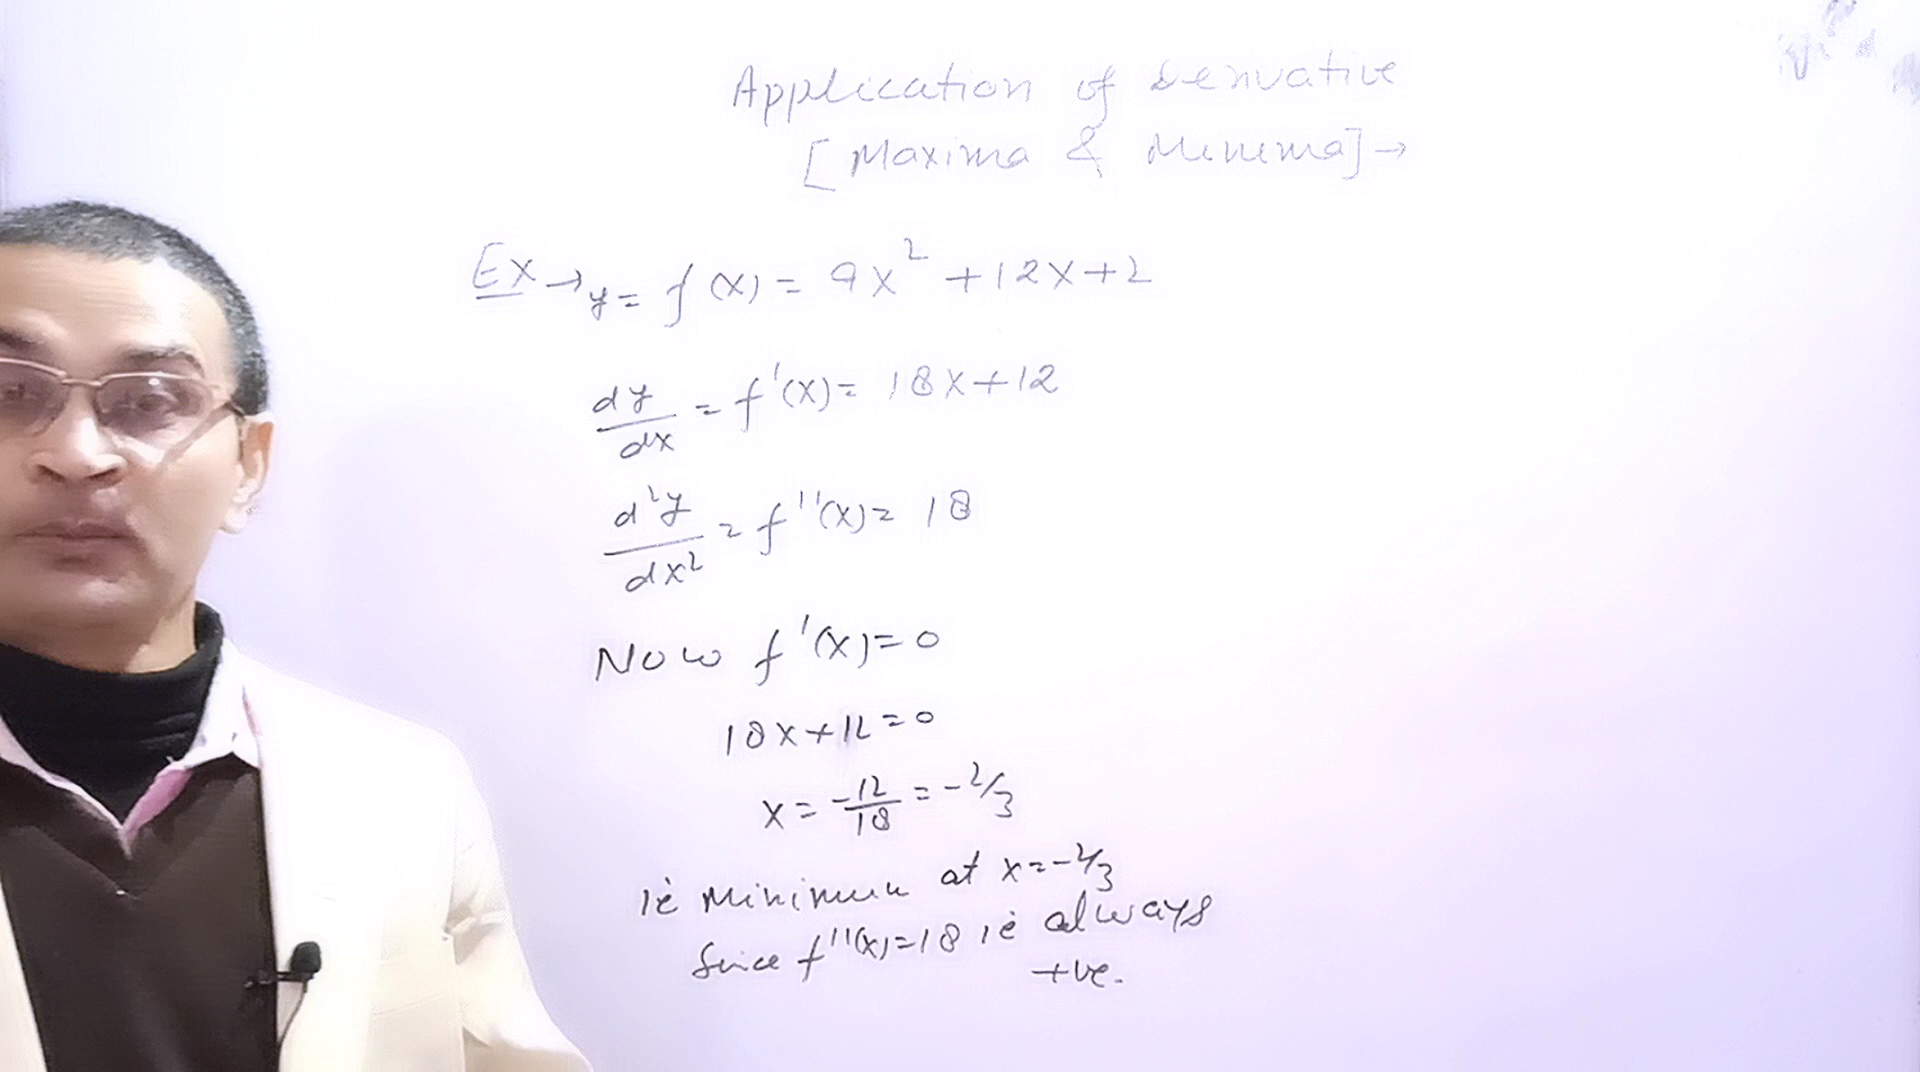 Application of Derivative
[Maxima & Minima]→
Ex→ y = f(x) = 9x² + 12x + 2
dy/dx = f'(x) = 18x + 12
d²y/dx² = f''(x) = 18
Now f'(x) = 0
18x + 12 = 0
x = -12/18 = -2/3
ie Minimum at x = -2/3
Since f''(x) = 18 ie always
+ve.